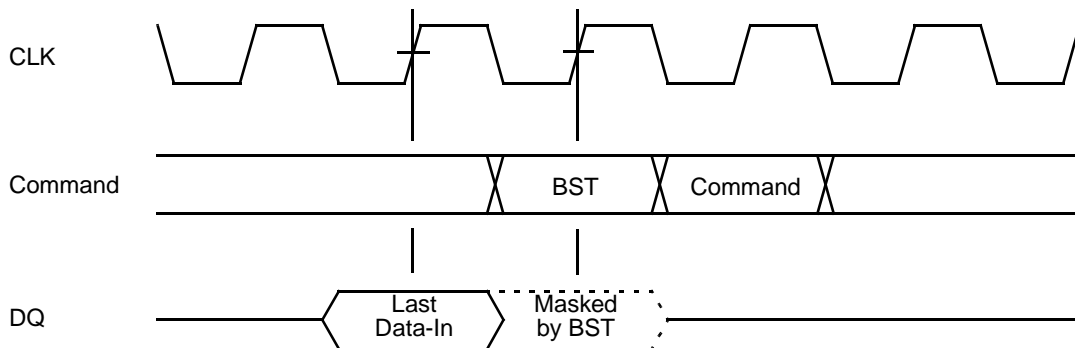 CLK
Command
BST
Command
DQ
Last
Data-In
Masked
by BST